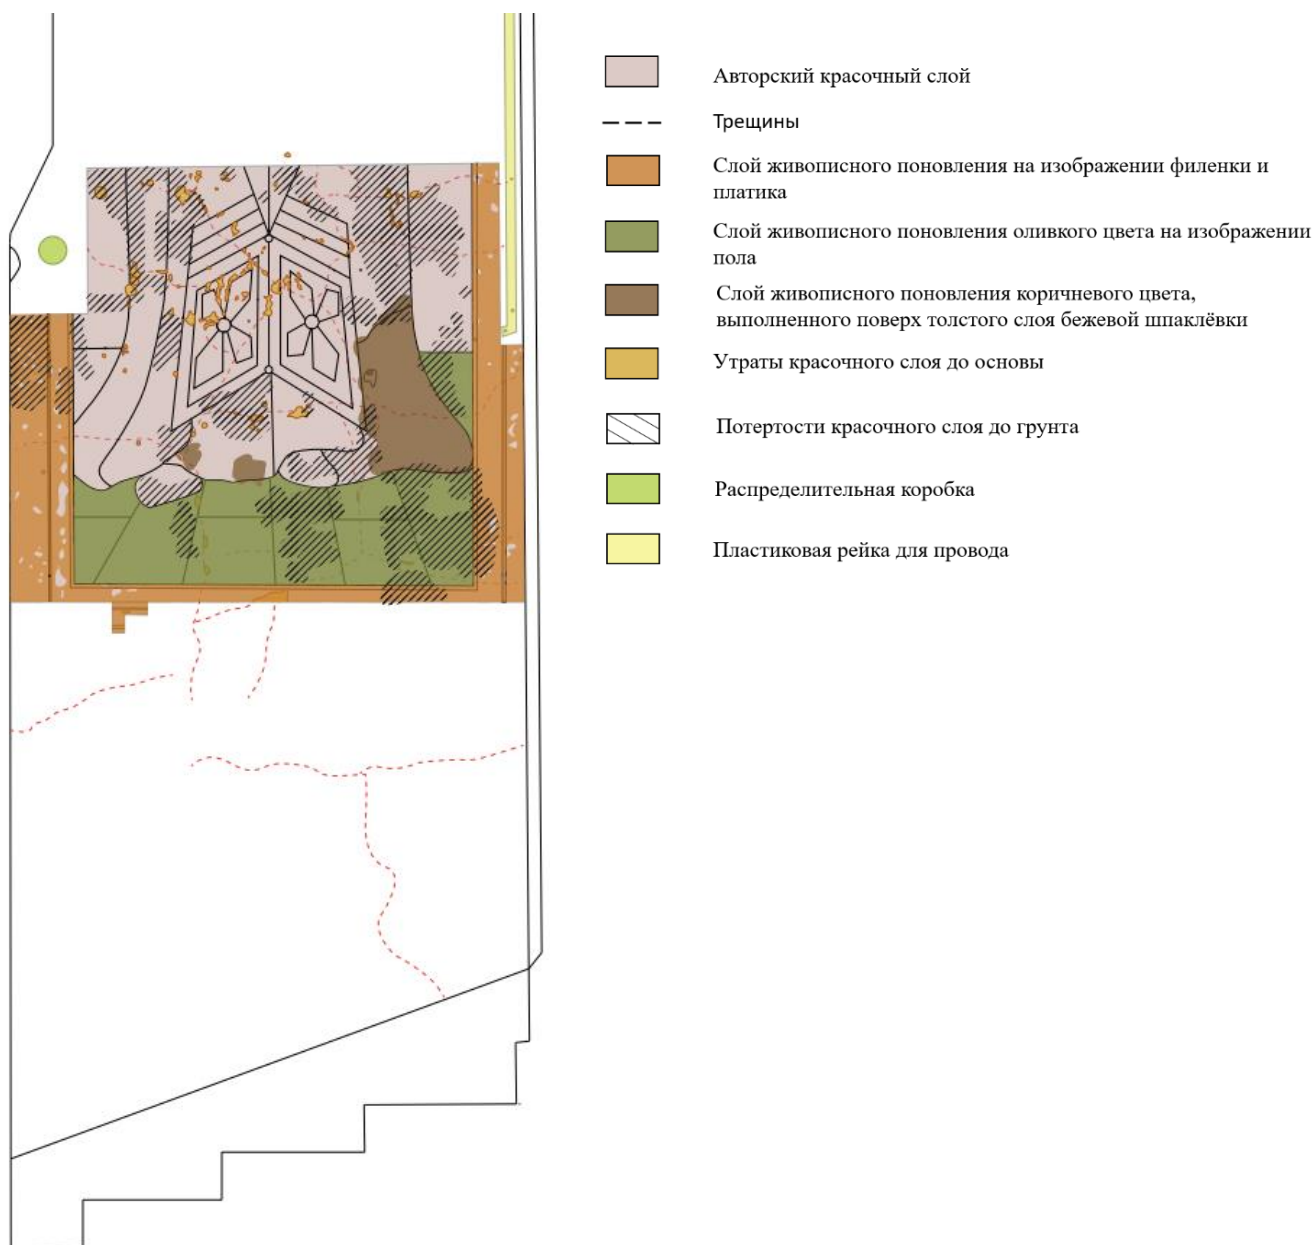 Авторский красочный слой
Трещины
Слой живописного поновления на изображении филенки и
платика
Слой живописного поновления оливкого цвета на изображении
пола
Слой живописного поновления коричневого цвета,
выполненного поверх толстого слоя бежевой шпаклёвки
Утраты красочного слоя до основы
Потертости красочного слоя до грунта
Распределительная коробка
Пластиковая рейка для провода